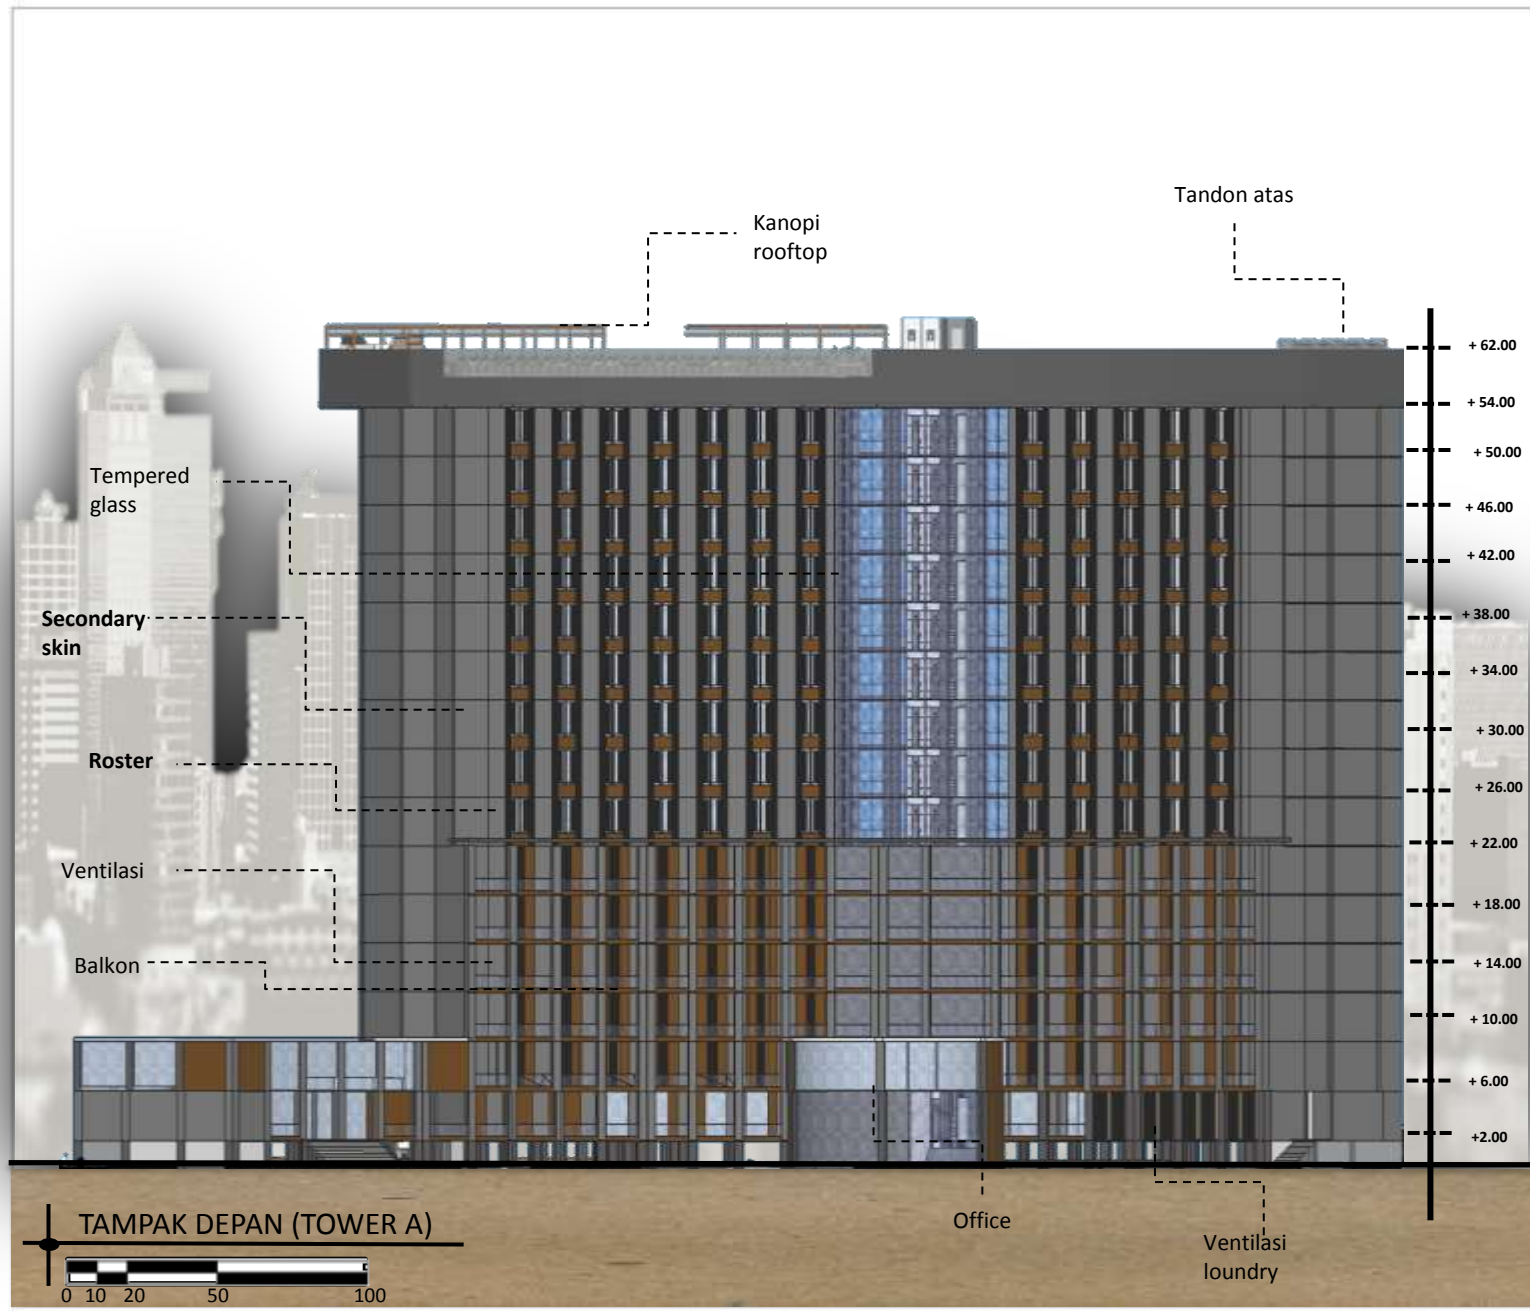 Tandon atas
Kanopi
rooftop
+ 62.00
+ 54.00
+ 50.00
Tempered
glass
+ 46.00
+ 42.00
Secondary
skin
+ 38.00
+ 34.00
+ 30.00
Roster
+ 26.00
+ 22.00
Ventilasi
+ 18.00
Balkon
+ 14.00
+ 10.00
+ 6.00
+2.00
TAMPAK DEPAN (TOWER A)
Office
Ventilasi
loundry
0 10 20 50 100